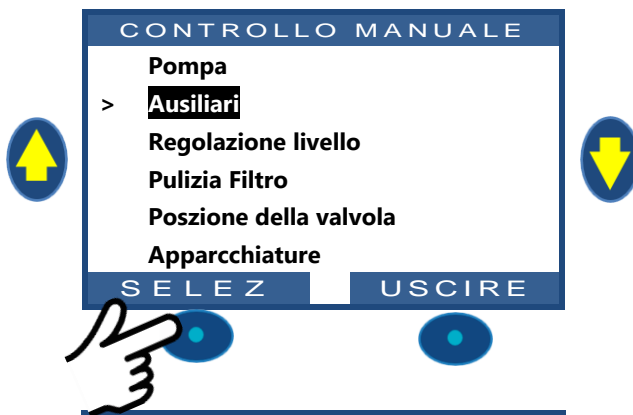 CONTROLLO MANUALE
Pompa
> Ausiliari
Regolazione livello
Pulizia Filtro
Poszione della valvola
Apparcchiature
SELEZ USCIRE